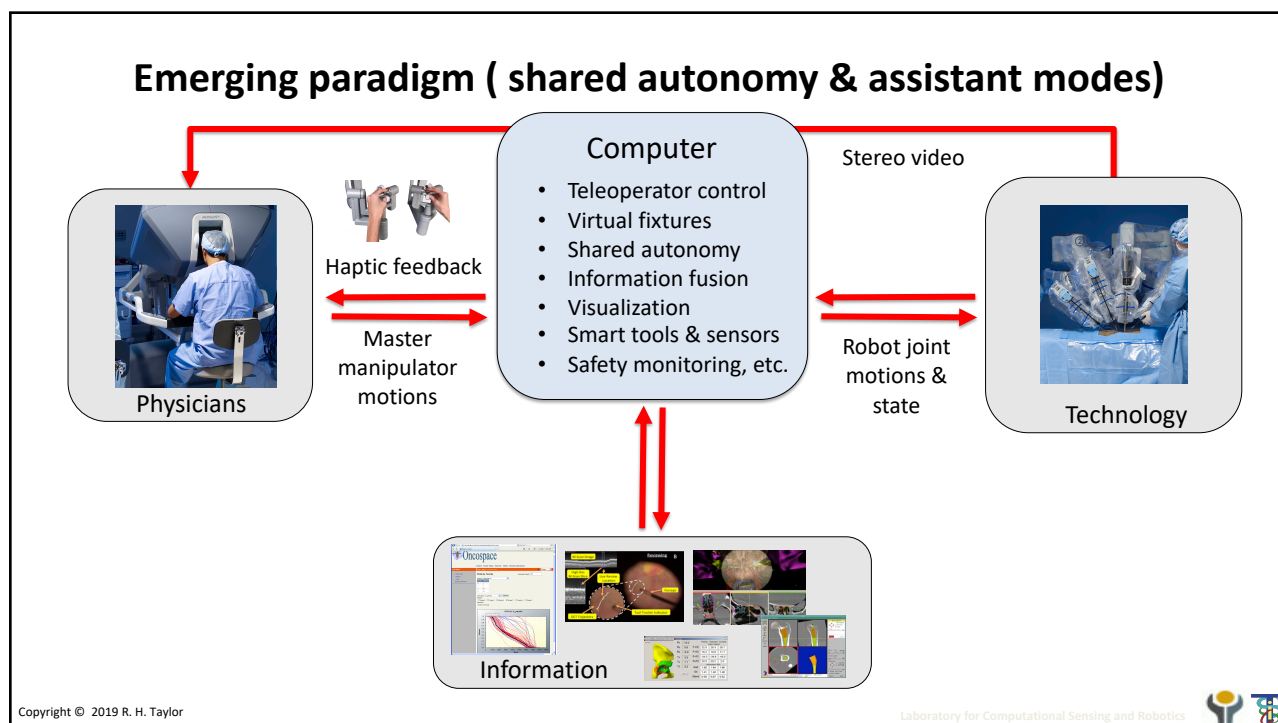 Emerging paradigm ( shared autonomy & assistant modes)
Computer
• Teleoperator control
• Virtual fixtures
• Shared autonomy
• Information fusion
• Visualization
• Smart tools & sensors
• Safety monitoring, etc.
Stereo video
Haptic feedback
Master
manipulator
motions
Physicians
Robot joint
motions &
state
Technology
Oncospace
Information
Copyright © 2019 R. H. Taylor
Laboratory for Computational Sensing and Robotics